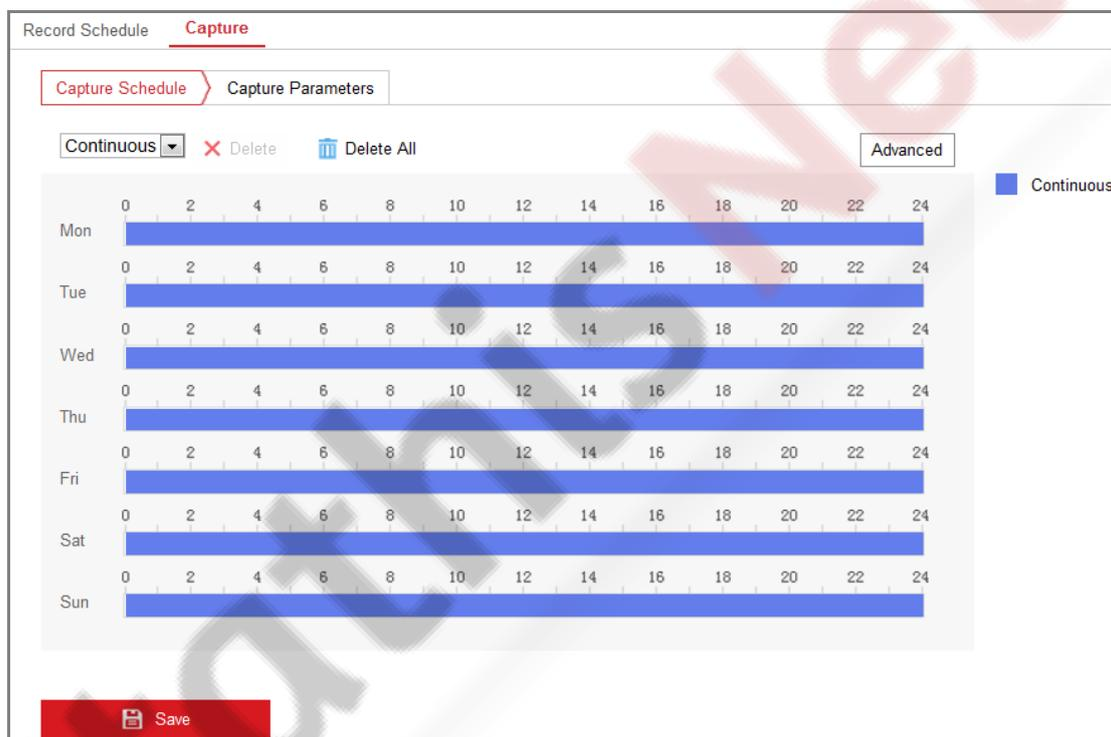 Record Schedule Capture
Capture Schedule Capture Parameters
Continuous Delete Delete All Advanced
Continuous
0 2 4 6 8 10 12 14 16 18 20 22 24
Mon
0 2 4 6 8 10 12 14 16 18 20 22 24
Tue
0 2 4 6 8 10 12 14 16 18 20 22 24
Wed
0 2 4 6 8 10 12 14 16 18 20 22 24
Thu
0 2 4 6 8 10 12 14 16 18 20 22 24
Fri
0 2 4 6 8 10 12 14 16 18 20 22 24
Sat
0 2 4 6 8 10 12 14 16 18 20 22 24
Sun
Save